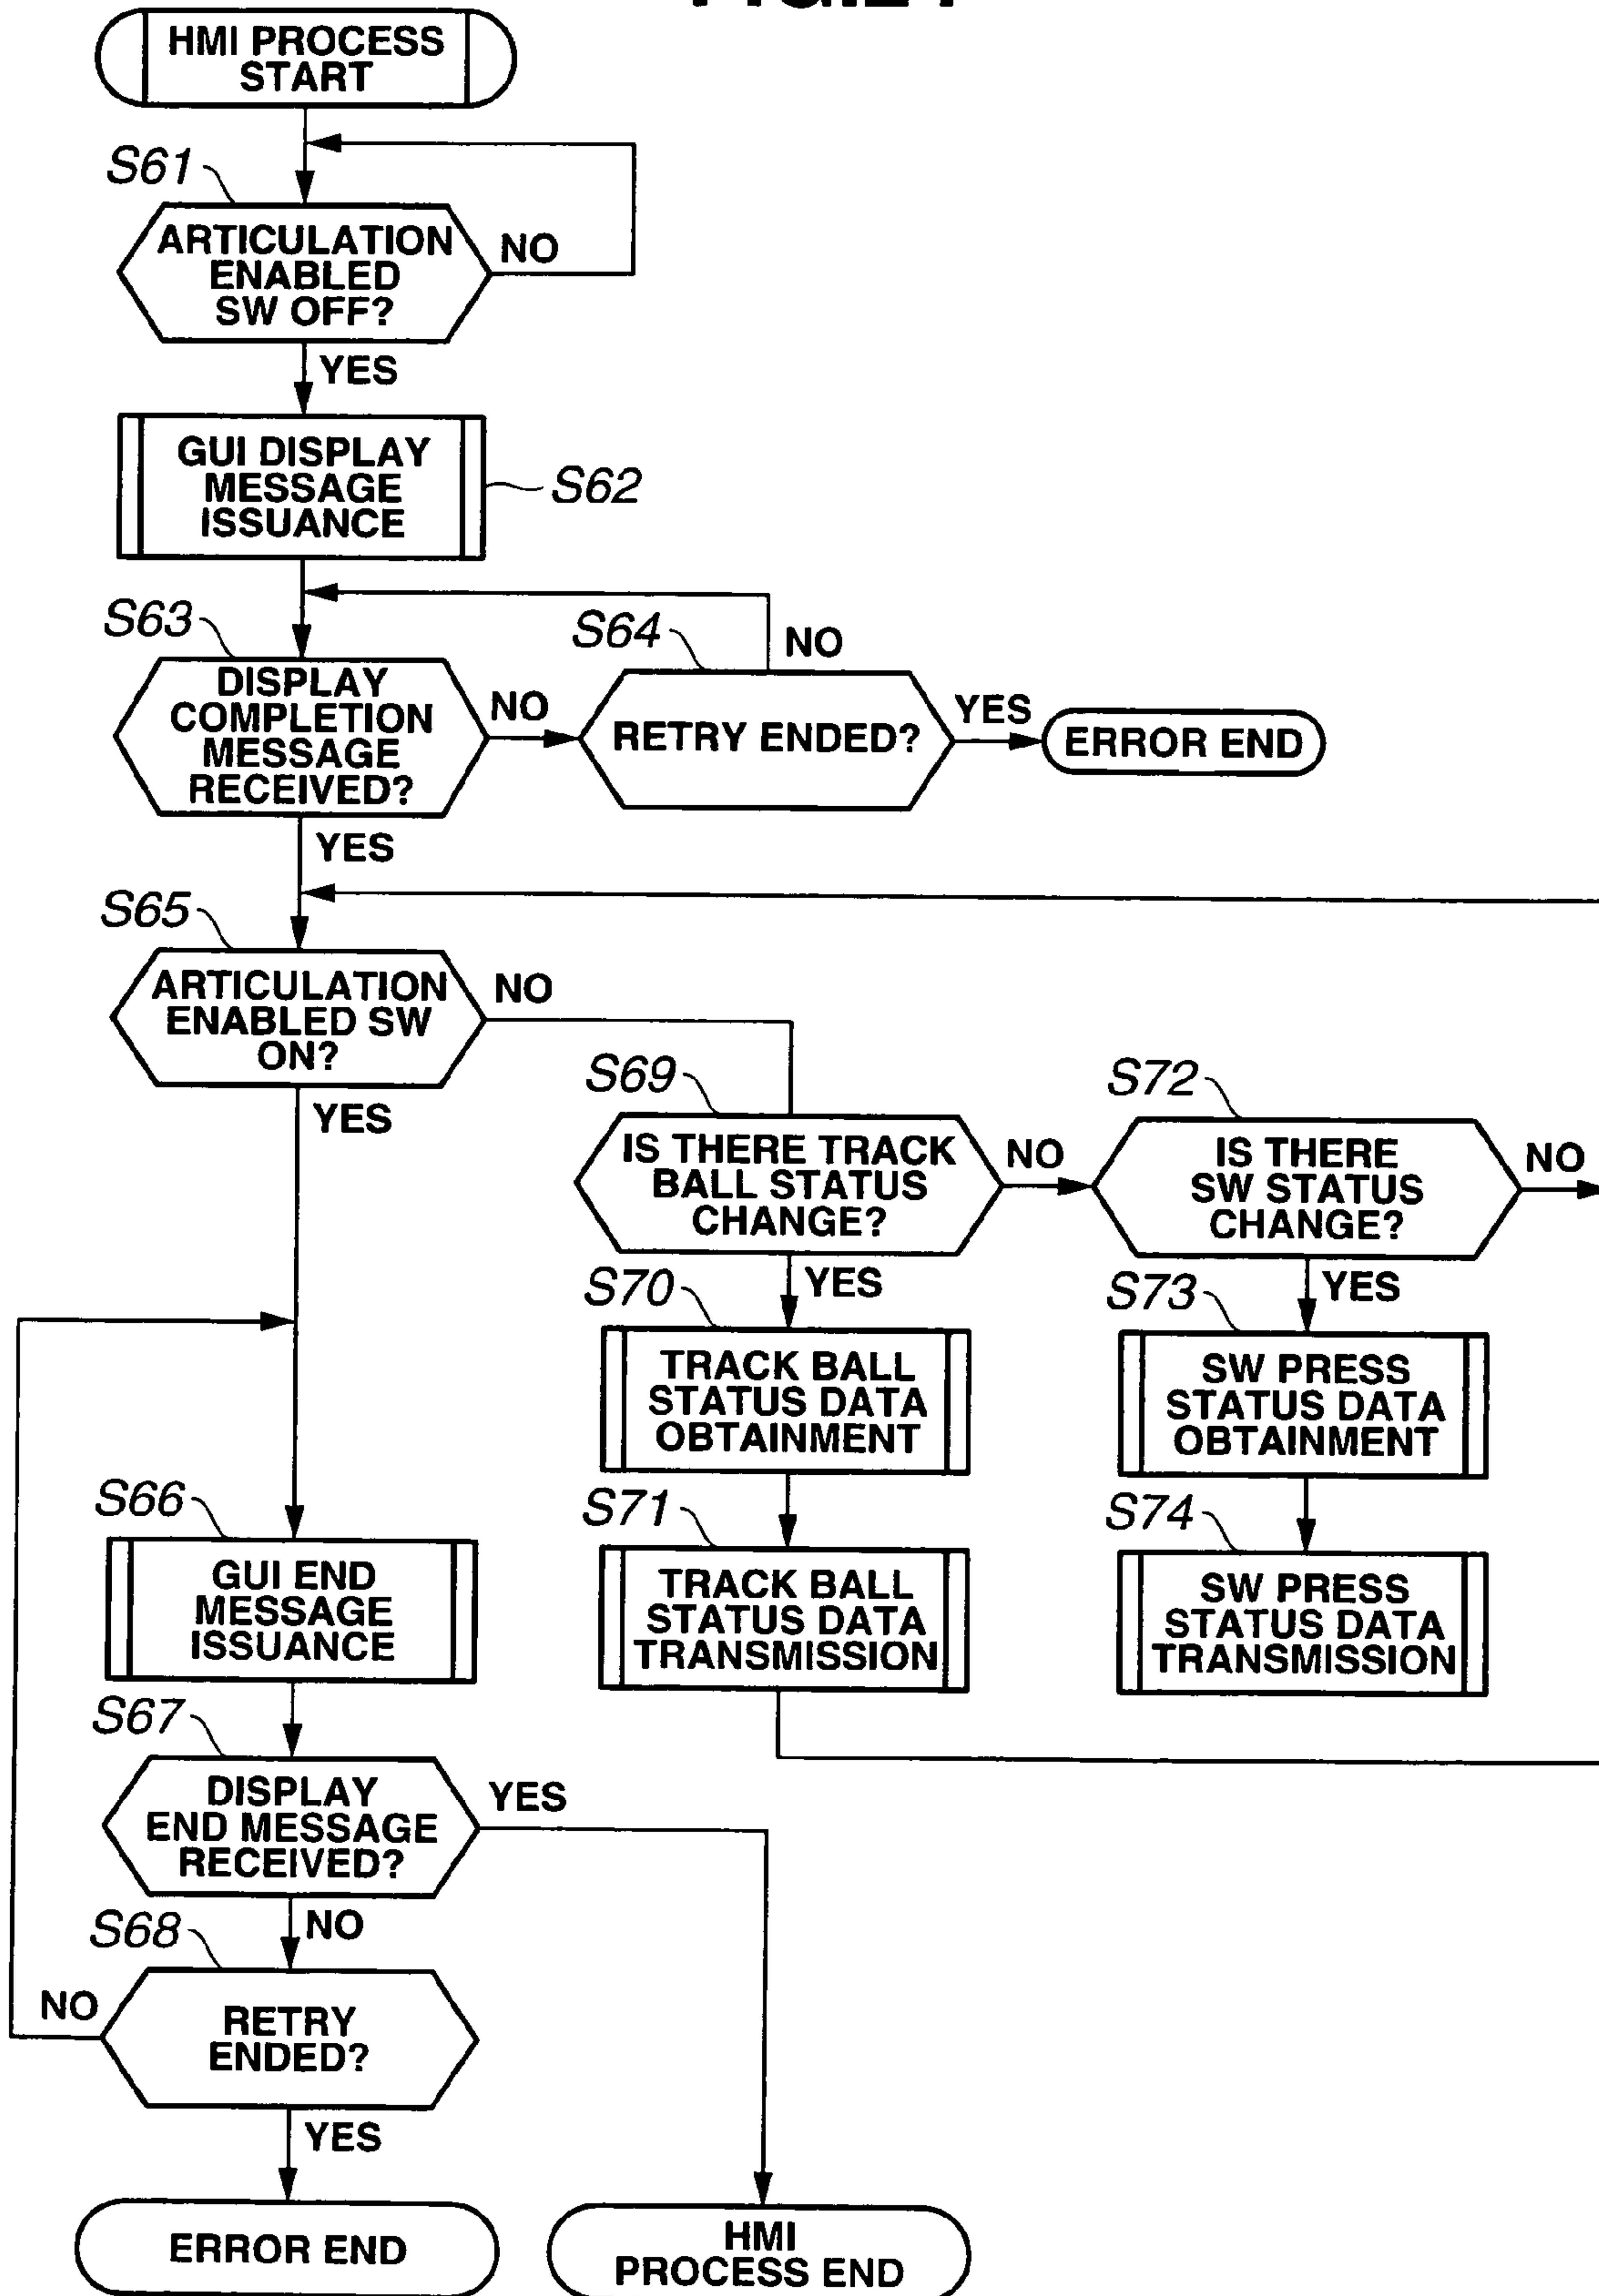 HMI PROCESS
START
S61
ARTICULATION
ENABLED
SW OFF?
NO
YES
GUI DISPLAY
MESSAGE
ISSUANCE
S62
S63
DISPLAY
COMPLETION
MESSAGE
RECEIVED?
NO
S64
NO
RETRY ENDED?
YES
ERROR END
YES
S65
ARTICULATION
ENABLED SW
ON?
NO
YES
S69
IS THERE TRACK
BALL STATUS
CHANGE?
NO
S72
IS THERE
SW STATUS
CHANGE?
NO
YES
YES
S70
TRACK BALL
STATUS DATA
OBTAINMENT
S73
SW PRESS
STATUS DATA
OBTAINMENT
S66
GUI END
MESSAGE
ISSUANCE
S71
TRACK BALL
STATUS DATA
TRANSMISSION
S74
SW PRESS
STATUS DATA
TRANSMISSION
S67
DISPLAY
END MESSAGE
RECEIVED?
YES
NO
S68
NO
RETRY
ENDED?
YES
ERROR END
HMI
PROCESS END